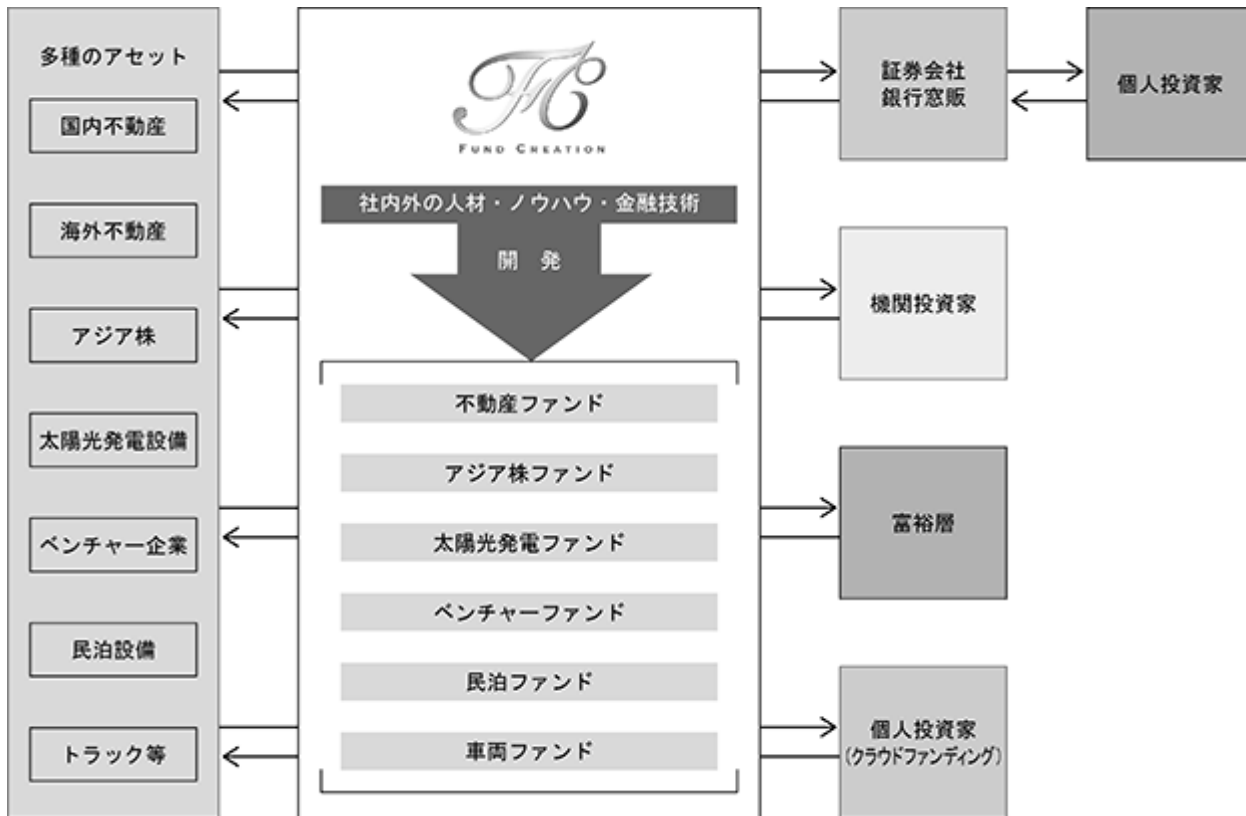 多種のアセット
国内不動産
海外不動産
アジア株
太陽光発電設備
ベンチャー企業
民泊設備
トラック等
FUND CREATION
社内外の人材・ノウハウ・金融技術
開 発
不動産ファンド
アジア株ファンド
太陽光発電ファンド
ベンチャーファンド
民泊ファンド
車両ファンド
証券会社
銀行窓販
個人投資家
機関投資家
富裕層
個人投資家
(クラウドファンディング)